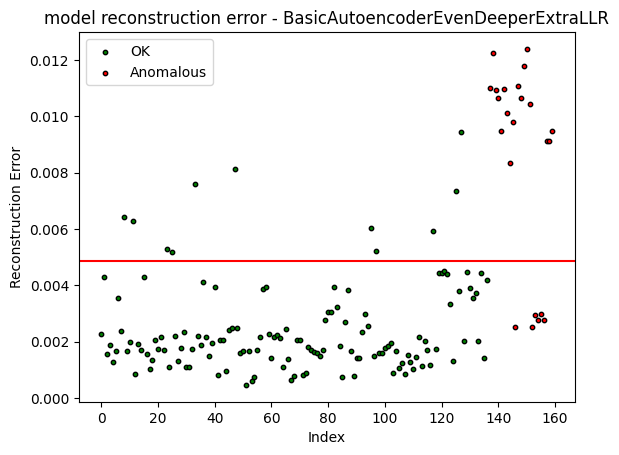 model reconstruction error - BasicAutoencoderEvenDeeperExtraLLR
OK
Anomalous
0.012
0.010
0.008
0.006
0.004
0.002
0.000
Reconstruction Error
0 20 40 60 80 100 120 140 160
Index